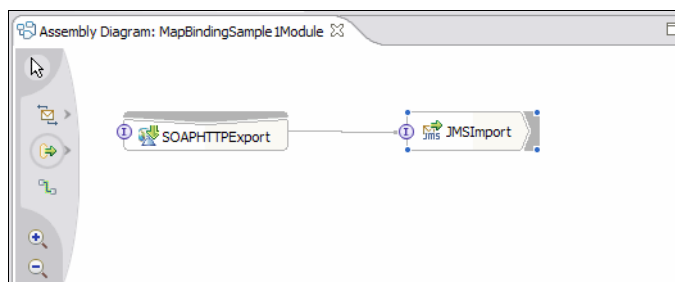 Assembly Diagram: MapBindingSample1Module
I
SOAPHTTPExport
I
JMS
JMSImport